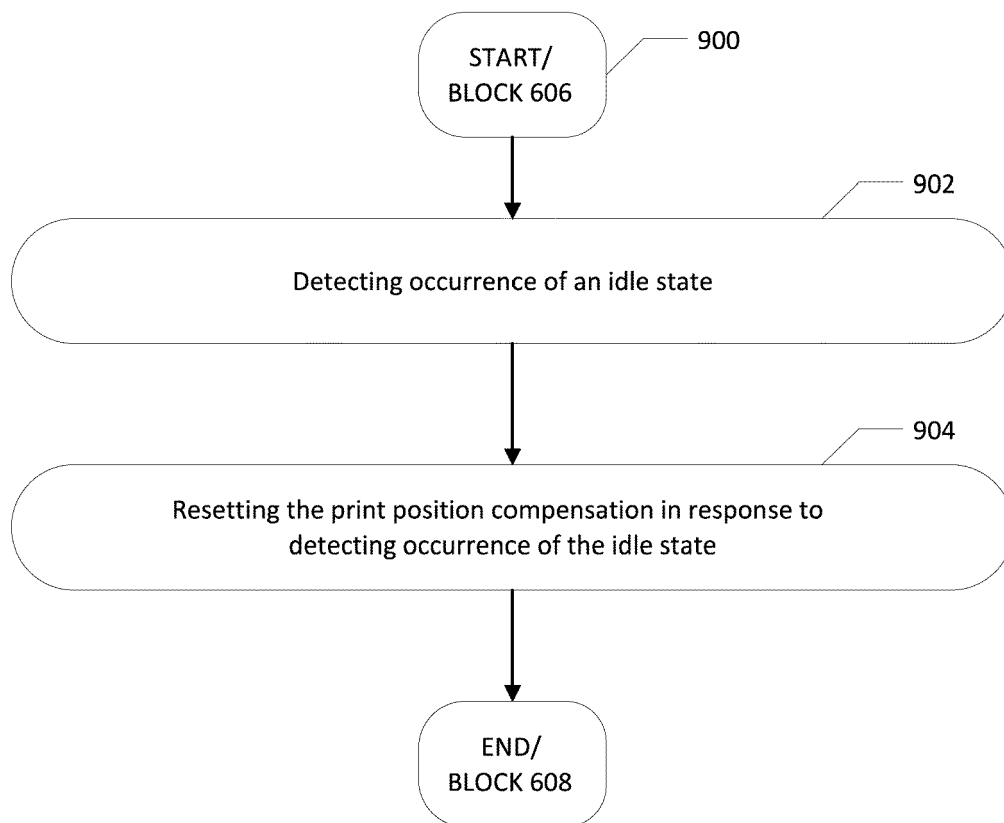 START/
BLOCK 606
900
902
Detecting occurrence of an idle state
904
Resetting the print position compensation in response to
detecting occurrence of the idle state
END/
BLOCK 608